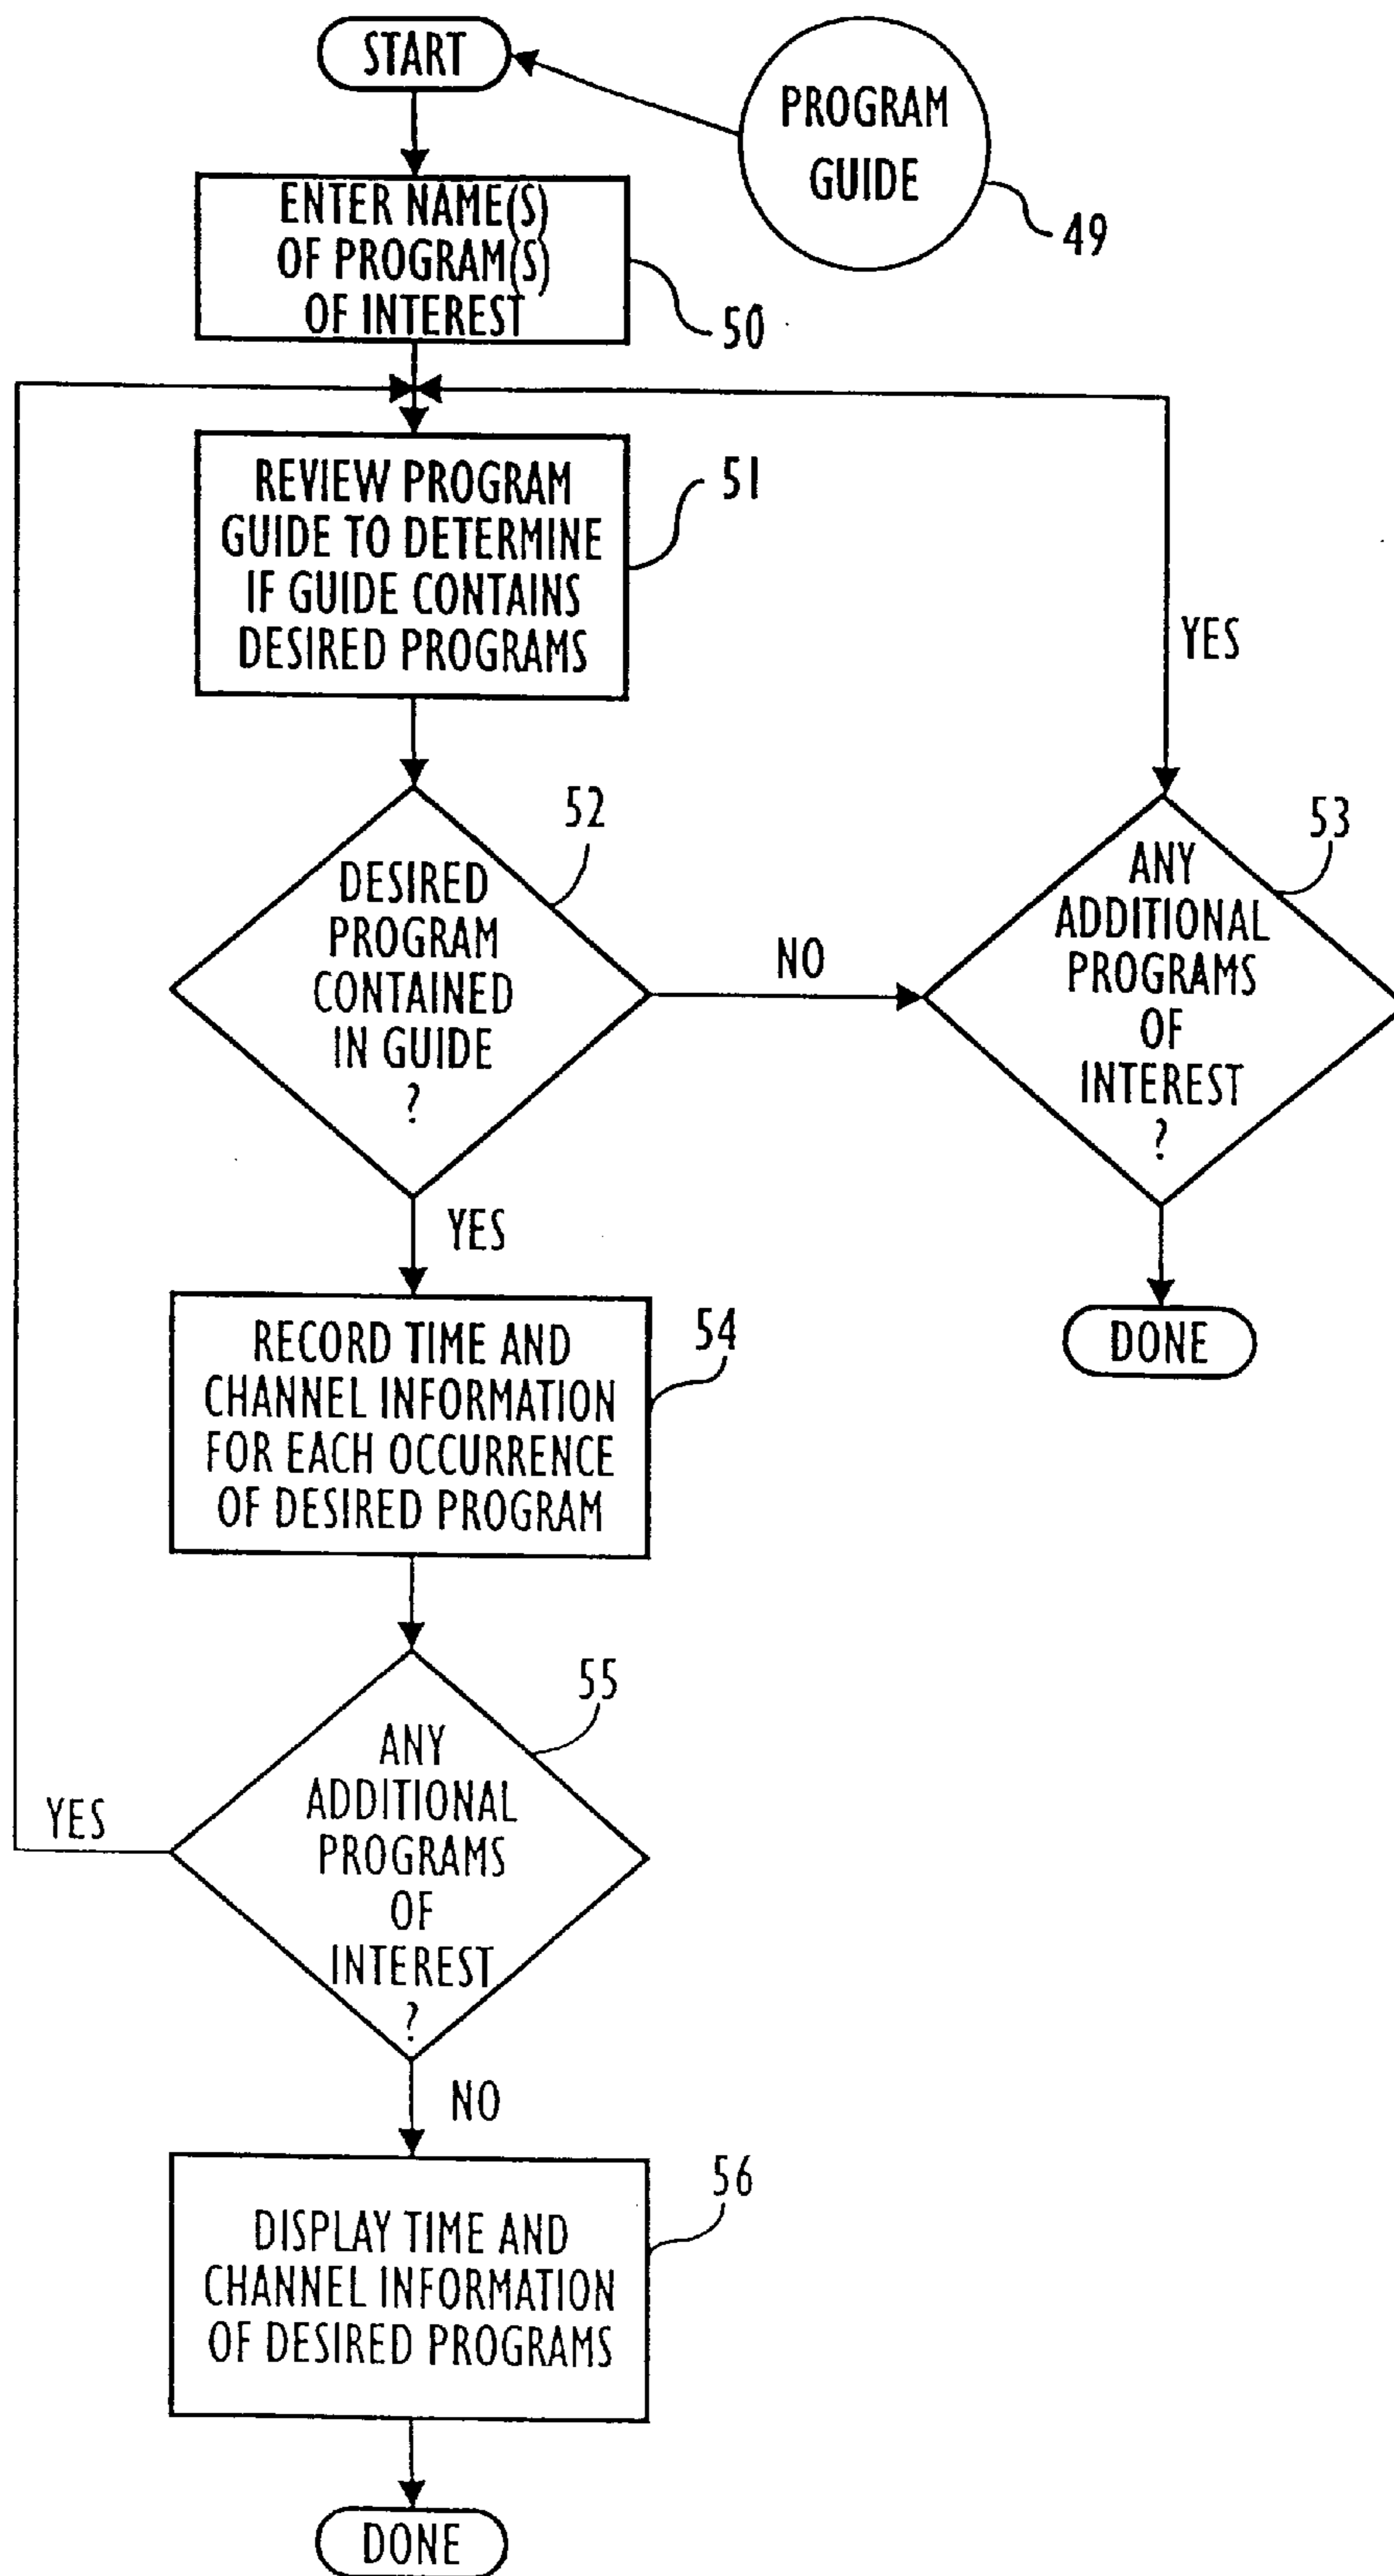 START
PROGRAM
GUIDE
49
ENTER NAME(S)
OF PROGRAM(S)
OF INTEREST
50
REVIEW PROGRAM
GUIDE TO DETERMINE
IF GUIDE CONTAINS
DESIRED PROGRAMS
51
YES
DESIRED
PROGRAM
CONTAINED
IN GUIDE
?
52
NO
ANY
ADDITIONAL
PROGRAMS
OF
INTEREST
?
53
YES
DONE
RECORD TIME AND
CHANNEL INFORMATION
FOR EACH OCCURRENCE
OF DESIRED PROGRAM
54
ANY
ADDITIONAL
PROGRAMS
OF
INTEREST
?
55
YES
NO
DISPLAY TIME AND
CHANNEL INFORMATION
OF DESIRED PROGRAMS
56
DONE